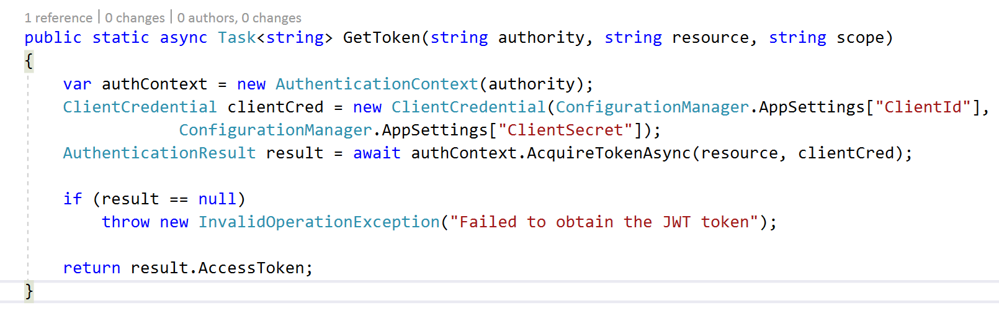 1 reference | 0 changes | 0 authors, 0 changes
public static async Task<string> GetToken(string authority, string resource, string scope)
{
    var authContext = new AuthenticationContext(authority);
    ClientCredential clientCred = new ClientCredential(ConfigurationManager.AppSettings["ClientId"],
                ConfigurationManager.AppSettings["ClientSecret"]);
    AuthenticationResult result = await authContext.AcquireTokenAsync(resource, clientCred);

    if (result == null)
        throw new InvalidOperationException("Failed to obtain the JWT token");

    return result.AccessToken;
}